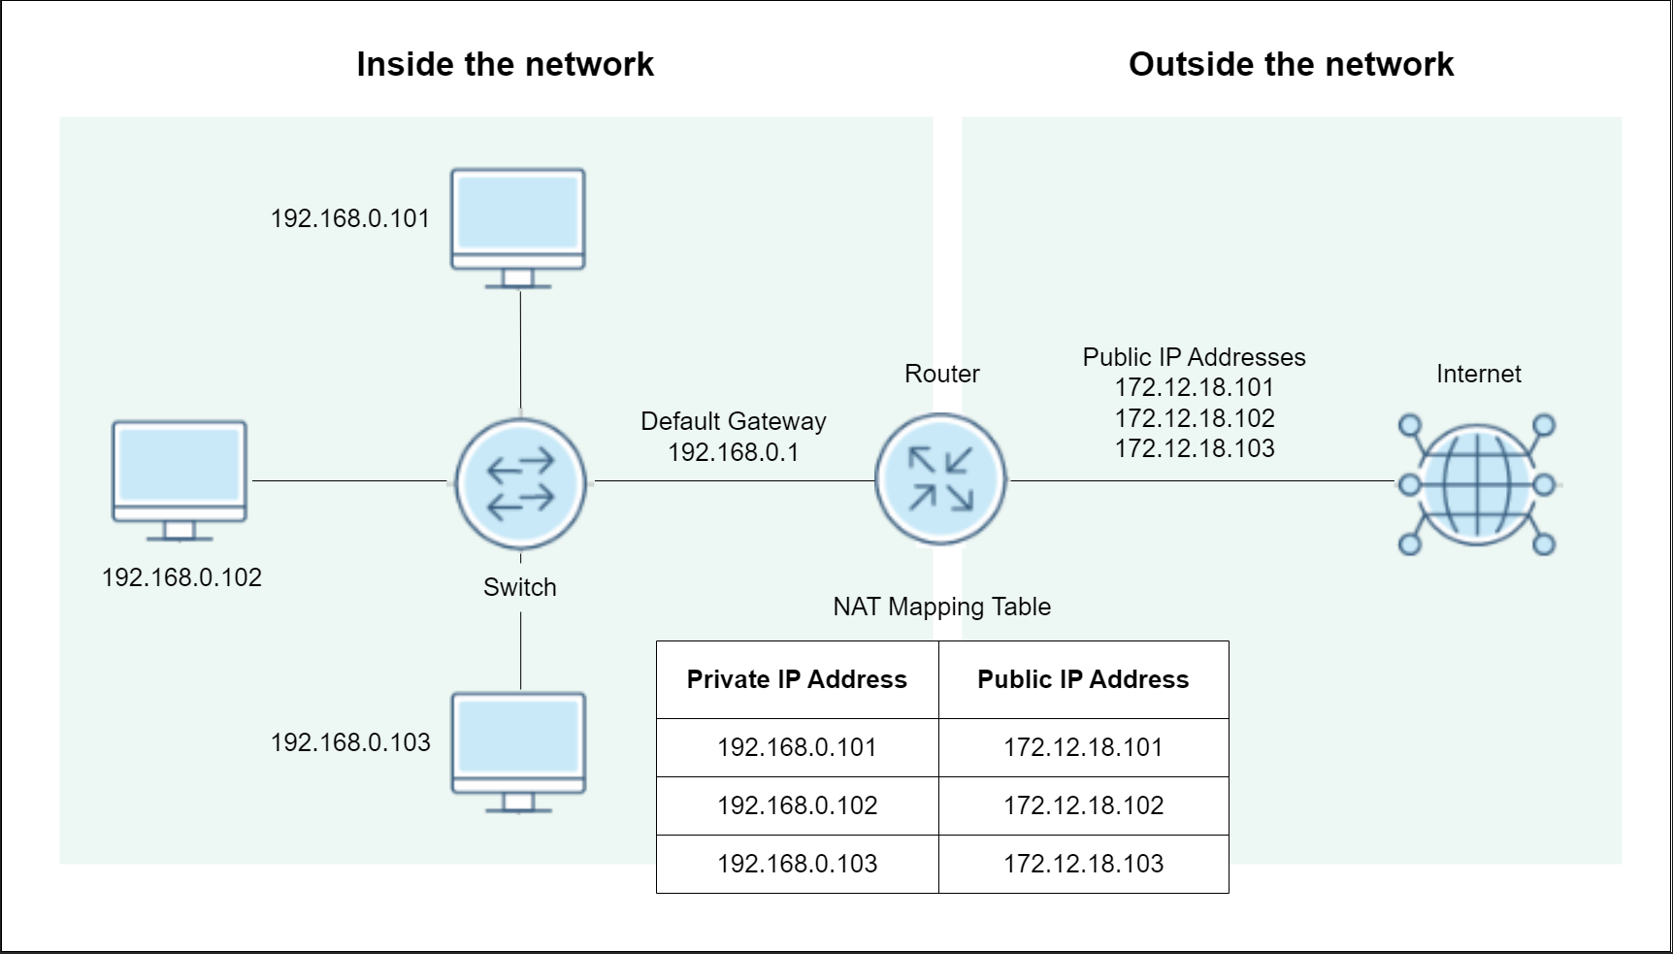 Inside the network
Outside the network
192.168.0.101
Router
Public IP Addresses
172.12.18.101
172.12.18.102
172.12.18.103
Internet
Default Gateway
192.168.0.1
192.168.0.102
Switch
192.168.0.103
NAT Mapping Table
Private IP Address Public IP Address
192.168.0.101 172.12.18.101
192.168.0.102 172.12.18.102
192.168.0.103 172.12.18.103